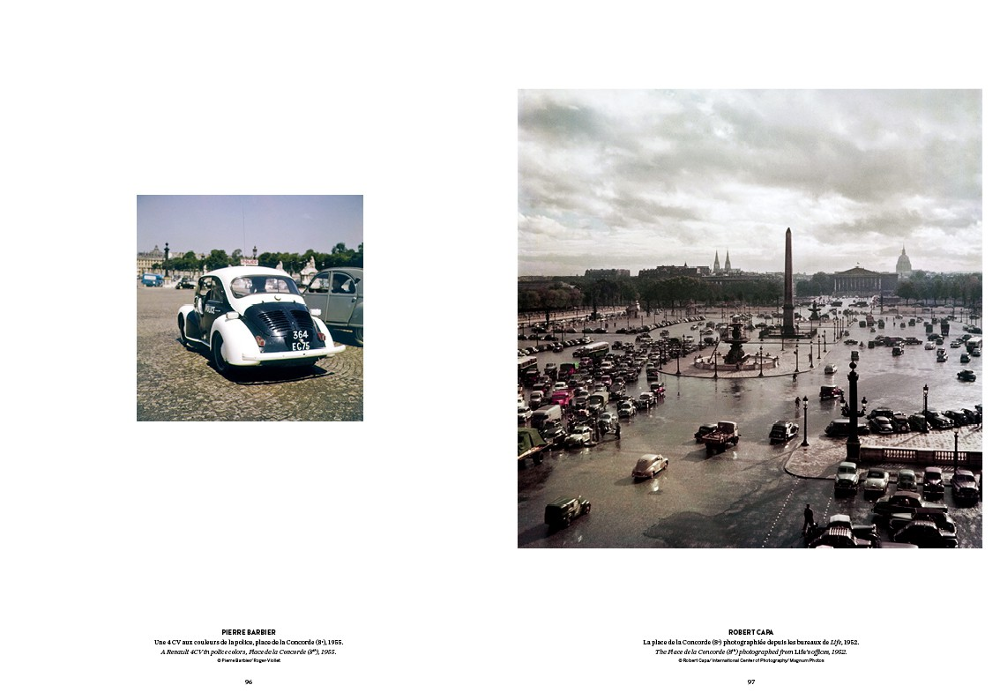 POLICE
POLICE
364
EG75
PIERRE BARBIER
Une 4 CV aux couleurs de la police, place de la Concorde (8e), 1955.
A Renault 4CV in police colors, Place de la Concorde (8th), 1955.
© Pierre Barbier/ Roger-Viollet
96
ROBERT CAPA
La place de la Concorde (8e) photographiée depuis les bureaux de Life, 1952.
The Place de la Concorde (8th) photographed from Life's offices, 1952.
© Robert Capa/ International Center of Photography/ Magnum Photos
97